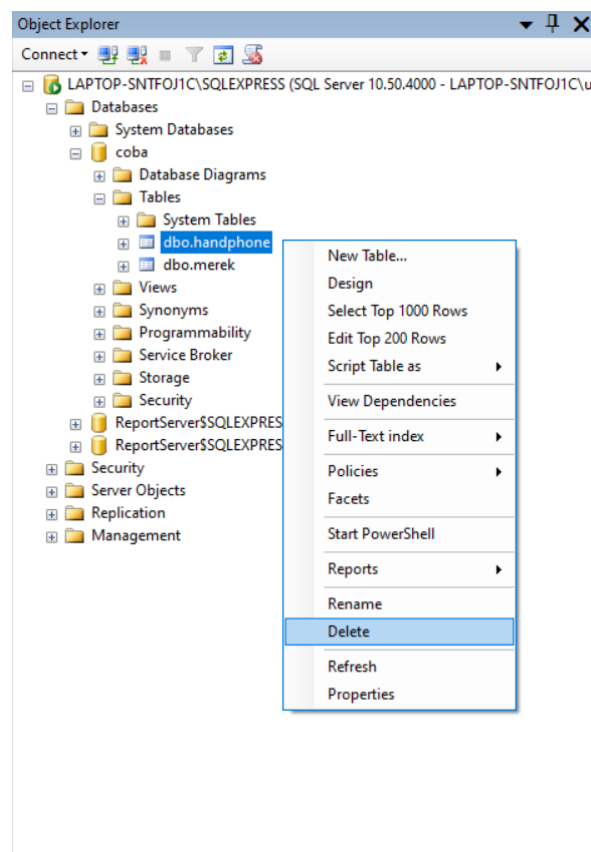 Object Explorer
Connect
LAPTOP-SNTFOJ1C\SQLEXPRESS (SQL Server 10.50.4000 - LAPTOP-SNTFOJ1C\u
Databases
System Databases
coba
Database Diagrams
Tables
System Tables
dbo.handphone
dbo.merek
Views
Synonyms
Programmability
Service Broker
Storage
Security
ReportServer$SQLEXPRES
ReportServer$SQLEXPRES
Security
Server Objects
Replication
Management
New Table...
Design
Select Top 1000 Rows
Edit Top 200 Rows
Script Table as
View Dependencies
Full-Text index
Policies
Facets
Start PowerShell
Reports
Rename
Delete
Refresh
Properties